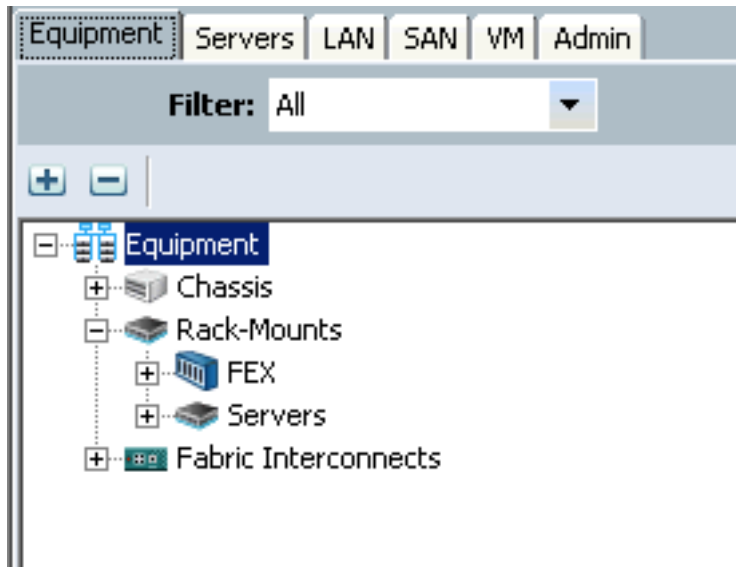 Equipment Servers LAN SAN VM Admin
Filter: All
Equipment
Chassis
Rack-Mounts
FEX
Servers
Fabric Interconnects